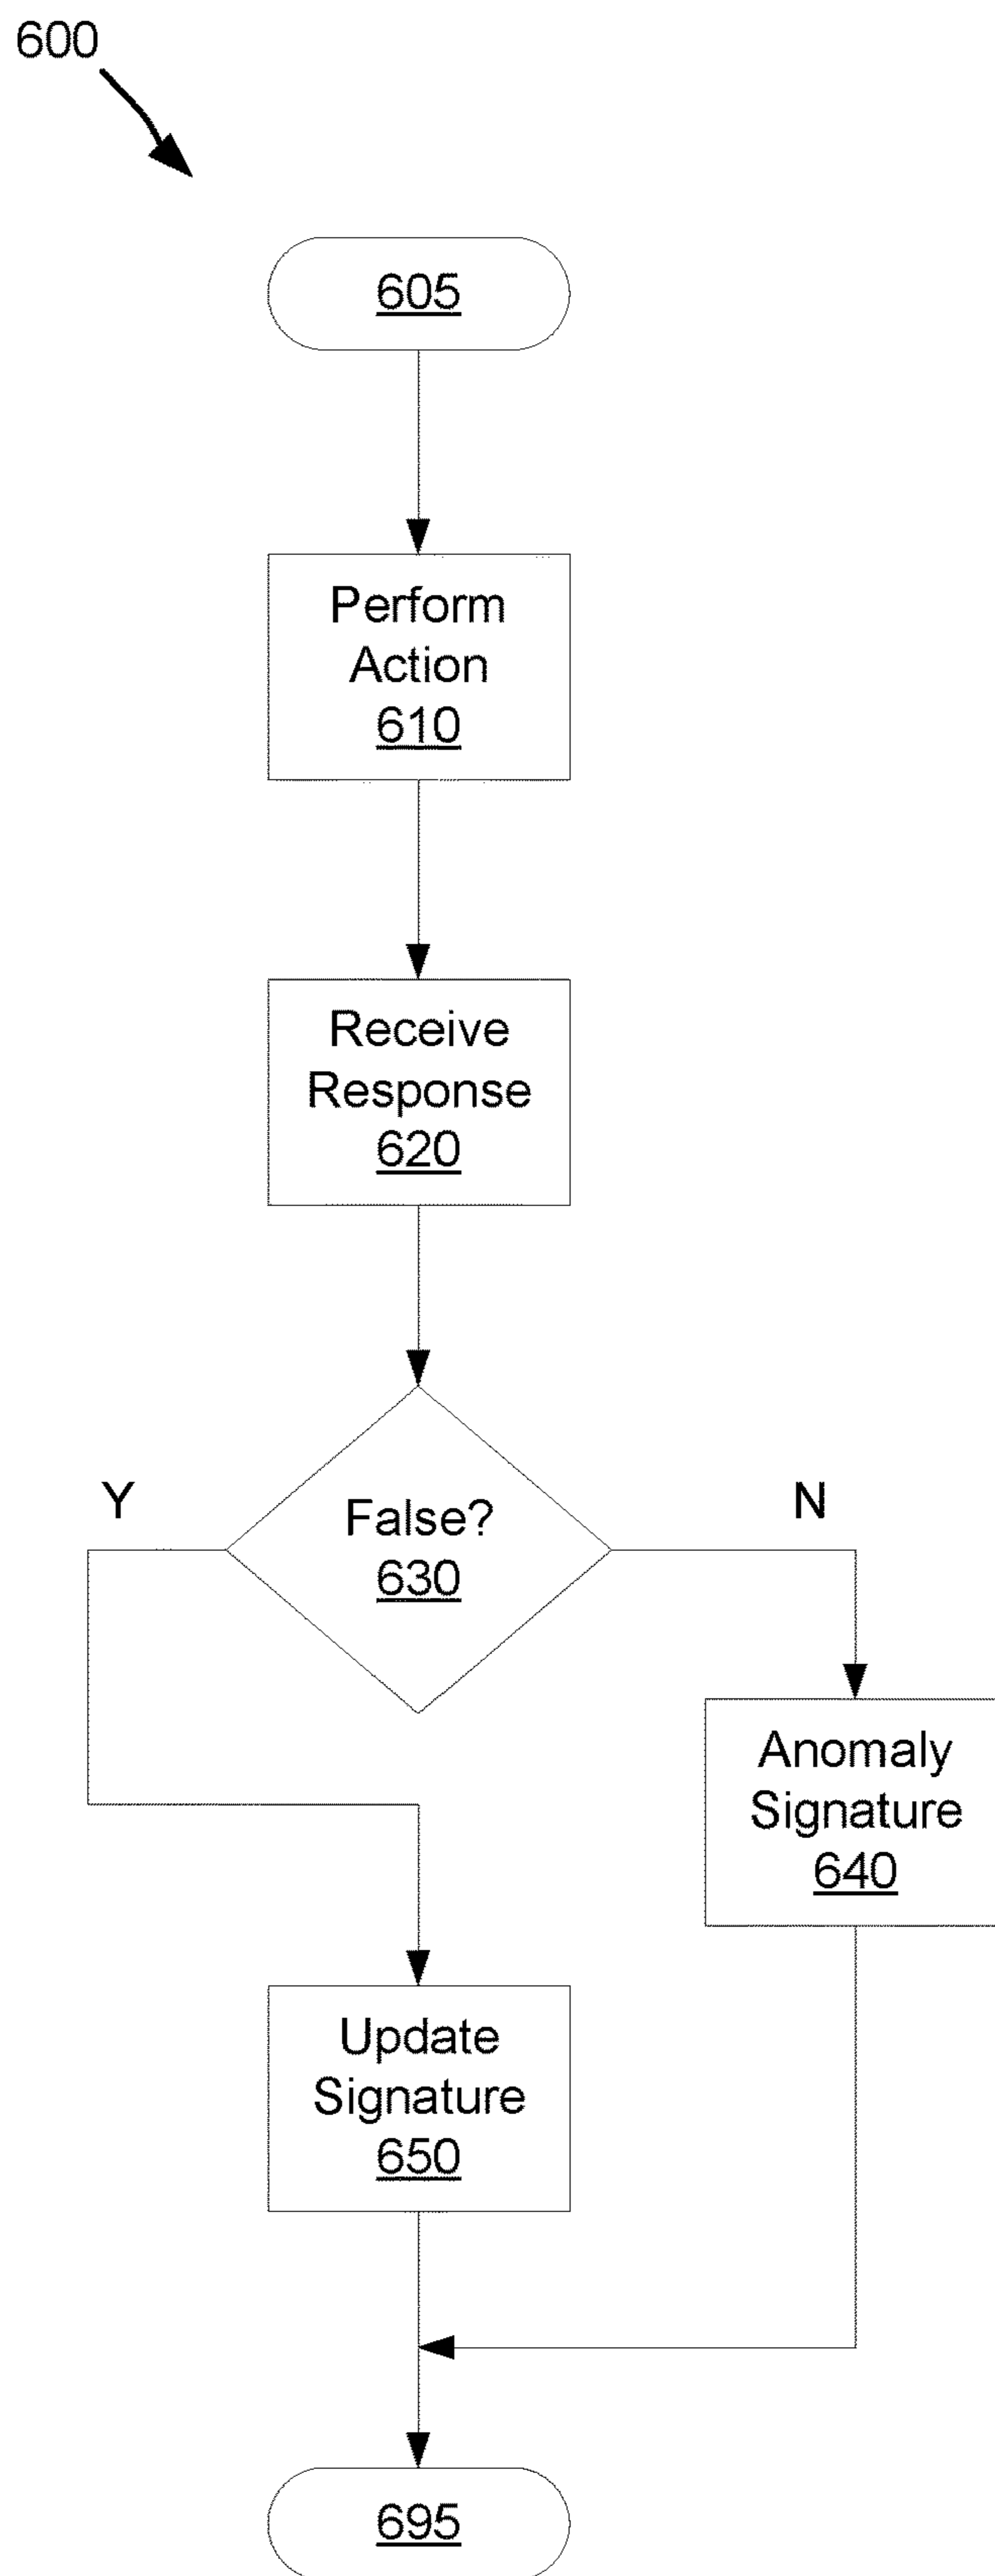 600
605
Perform
Action
610
Receive
Response
620
Y
False?
630
N
Anomaly
Signature
640
Update
Signature
650
695